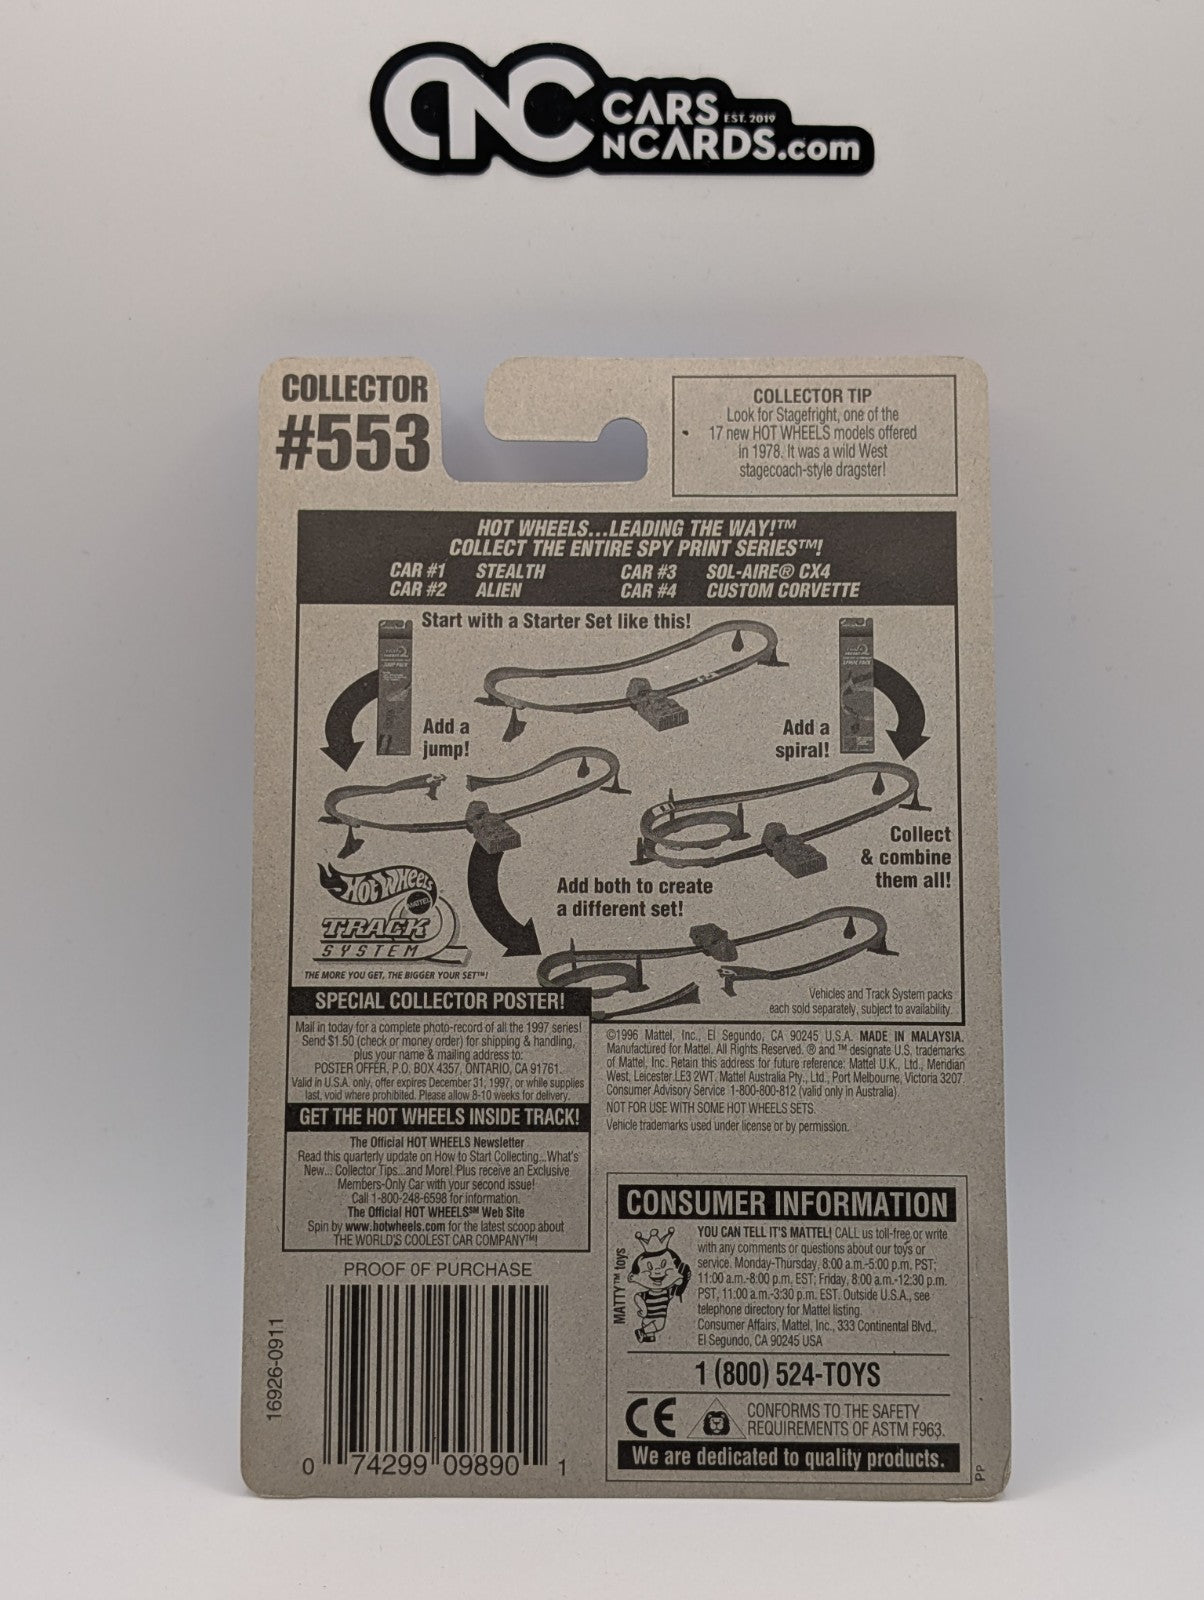 CNC CARS EST. 2019
NCARDS.com
COLLECTOR
#553
COLLECTOR TIP
Look for Stagefright, one of the
17 new HOT WHEELS models offered
in 1978. It was a wild West
stagecoach-style dragster!
HOT WHEELS...LEADING THE WAY!™
COLLECT THE ENTIRE SPY PRINT SERIES™!
CAR #1 STEALTH CAR #3 SOL-AIRE® CX4
CAR #2 ALIEN CAR #4 CUSTOM CORVETTE
Start with a Starter Set like this!
Add a
jump!
Add a
spiral!
Collect
& combine
them all!
Add both to create
a different set!
HOT WHEELS
MATTEL
TRACK
SYSTEM
THE MORE YOU GET, THE BIGGER YOUR SET™!
Vehicles and Track System packs
each sold separately, subject to availability.
SPECIAL COLLECTOR POSTER!
Mail in today for a complete photo-record of all the 1997 series!
Send $1.50 (check or money order) for shipping & handling,
plus your name & mailing address to:
POSTER OFFER, P.O. BOX 4357, ONTARIO, CA 91761.
Valid in U.S.A. only, offer expires December 31, 1997, or while supplies
last, void where prohibited. Please allow 8-10 weeks for delivery.
GET THE HOT WHEELS INSIDE TRACK!
The Official HOT WHEELS Newsletter
Read this quarterly update on How to Start Collecting...What's
New... Collector Tips...and More! Plus receive an Exclusive
Members-Only Car with your second issue!
Call 1-800-248-6598 for information.
The Official HOT WHEELS℠ Web Site
Spin by www.hotwheels.com for the latest scoop about
THE WORLD'S COOLEST CAR COMPANY™!
©1996 Mattel, Inc., El Segundo, CA 90245 U.S.A. MADE IN MALAYSIA.
Manufactured for Mattel. All Rights Reserved. ® and ™ designate U.S. trademarks
of Mattel, Inc. Retain this address for future reference: Mattel U.K., Ltd., Meridian
West, Leicester LE3 2WT. Mattel Australia Pty., Ltd., Port Melbourne, Victoria 3207.
Consumer Advisory Service 1-800-800-812 (valid only in Australia).
NOT FOR USE WITH SOME HOT WHEELS SETS.
Vehicle trademarks used under license or by permission.
PROOF OF PURCHASE
16926-0911
0 74299 09890 1
CONSUMER INFORMATION
MATTY™ toys
YOU CAN TELL IT'S MATTEL! CALL us toll-free or write
with any comments or questions about our toys or
service. Monday-Thursday, 8:00 a.m.-5:00 p.m. PST;
11:00 a.m.-8:00 p.m. EST; Friday, 8:00 a.m.-12:30 p.m.
PST, 11:00 a.m.-3:30 p.m. EST. Outside U.S.A., see
telephone directory for Mattel listing.
Consumer Affairs, Mattel, Inc., 333 Continental Blvd.,
El Segundo, CA 90245 USA
1 (800) 524-TOYS
CE
CONFORMS TO THE SAFETY
REQUIREMENTS OF ASTM F963.
We are dedicated to quality products.
PP